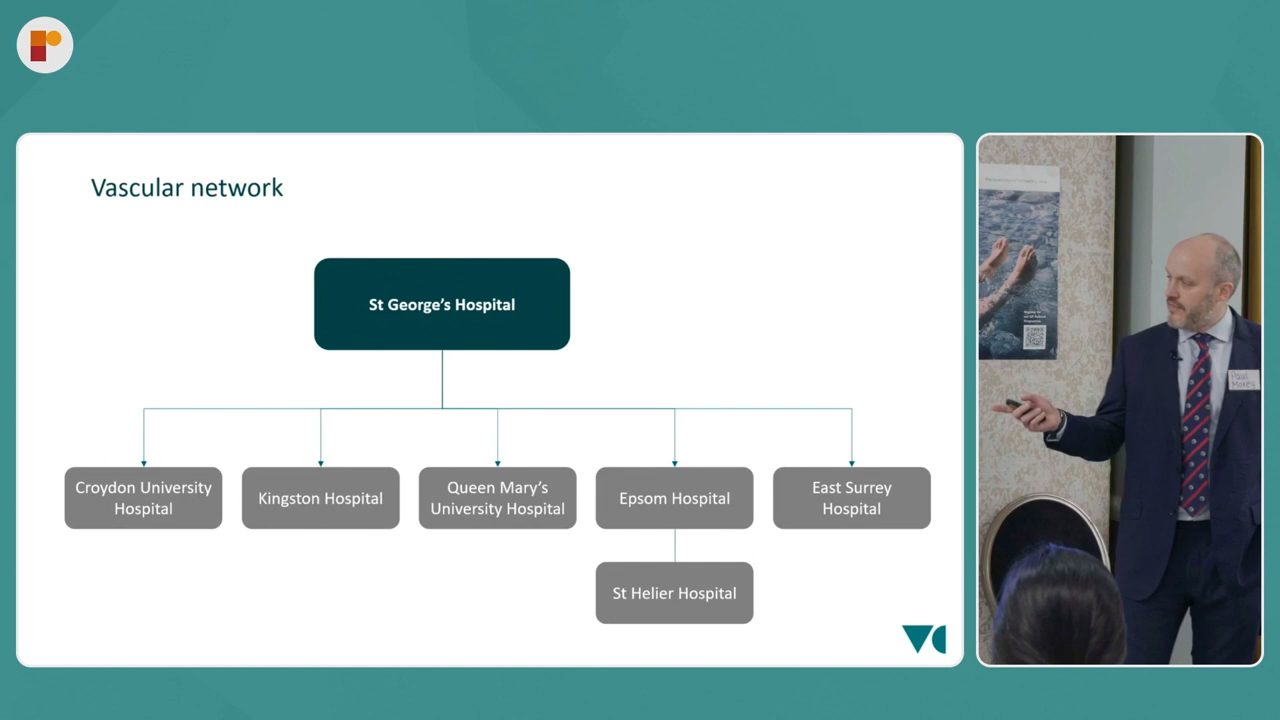 Vascular network
St George's Hospital
Croydon University
Hospital
Kingston Hospital
Queen Mary's
University Hospital
Epsom Hospital
East Surrey
Hospital
St Helier Hospital